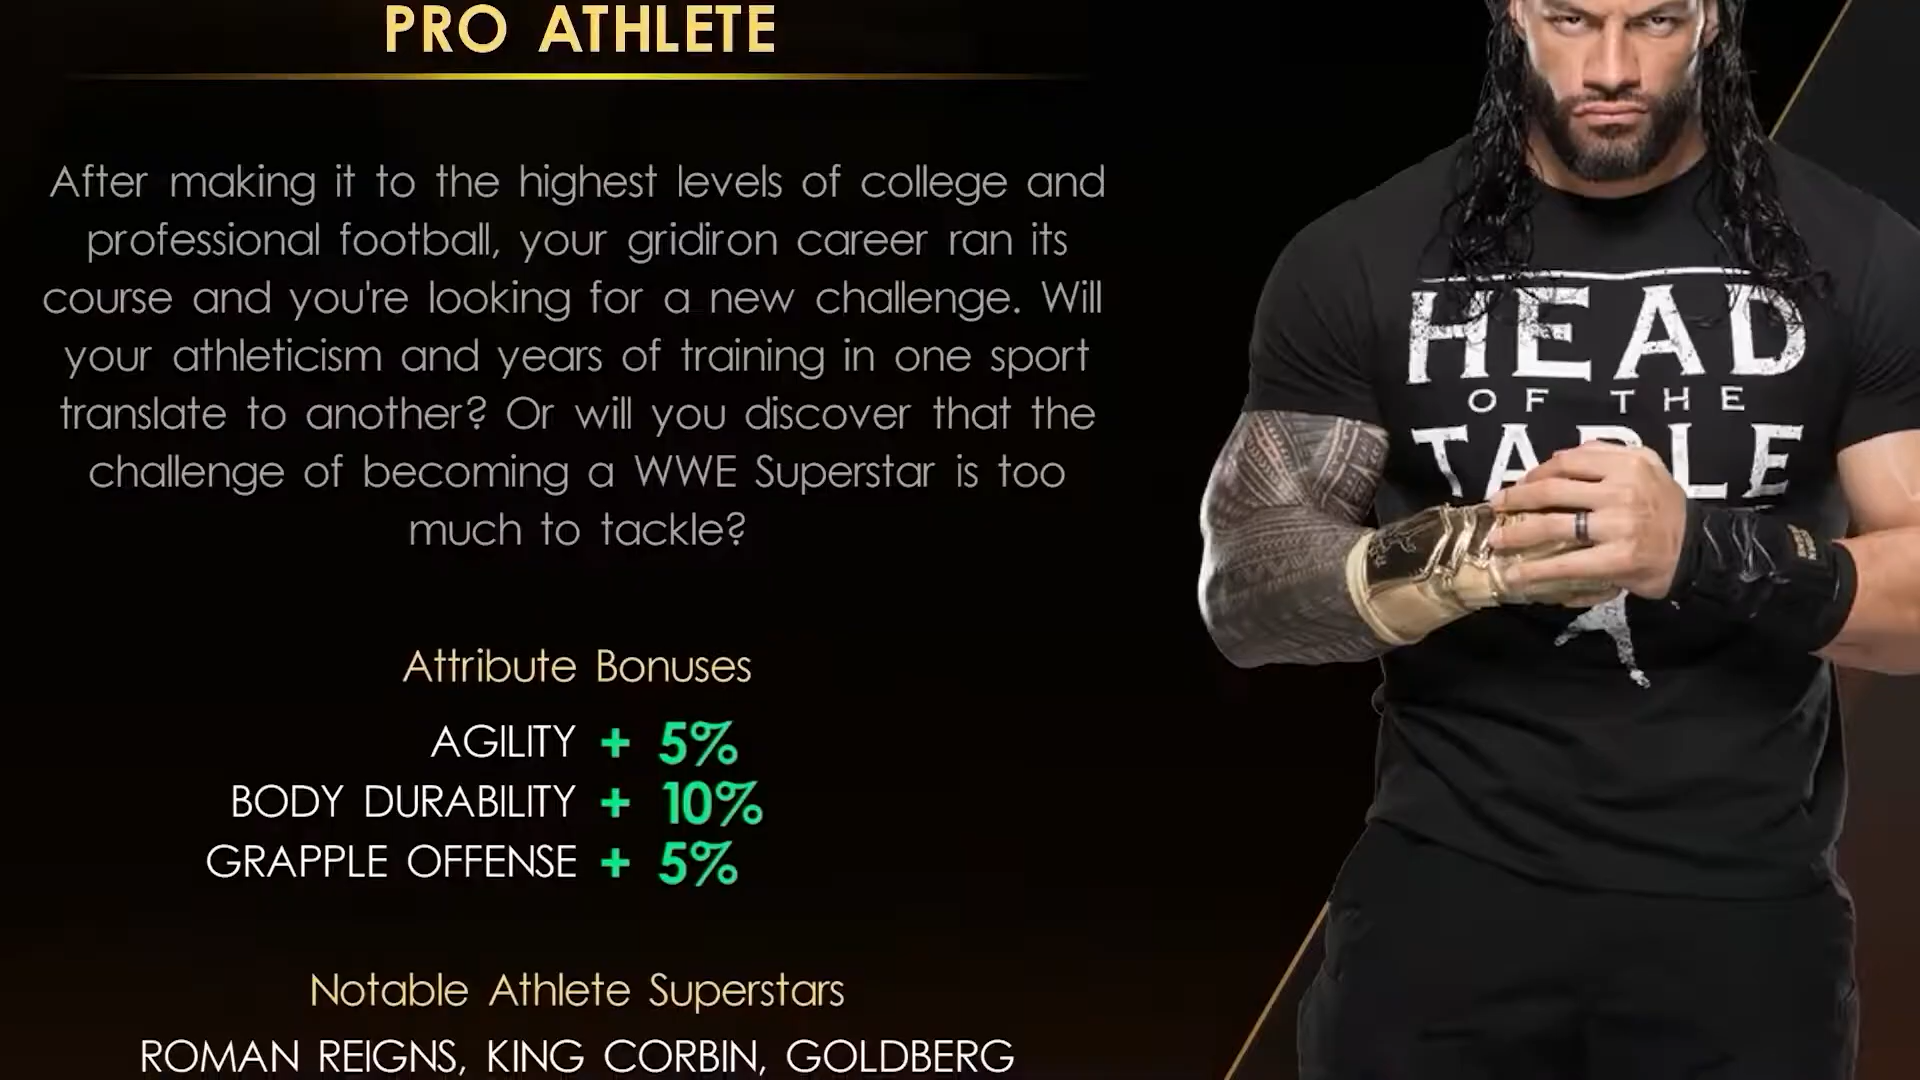 PRO ATHLETE
After making it to the highest levels of college and
professional football, your gridiron career ran its
course and you're looking for a new challenge. Will
your athleticism and years of training in one sport
translate to another? Or will you discover that the
challenge of becoming a WWE Superstar is too
much to tackle?
Attribute Bonuses
AGILITY + 5%
BODY DURABILITY + 10%
GRAPPLE OFFENSE + 5%
Notable Athlete Superstars
ROMAN REIGNS, KING CORBIN, GOLDBERG
HEAD
OF THE
TABLE